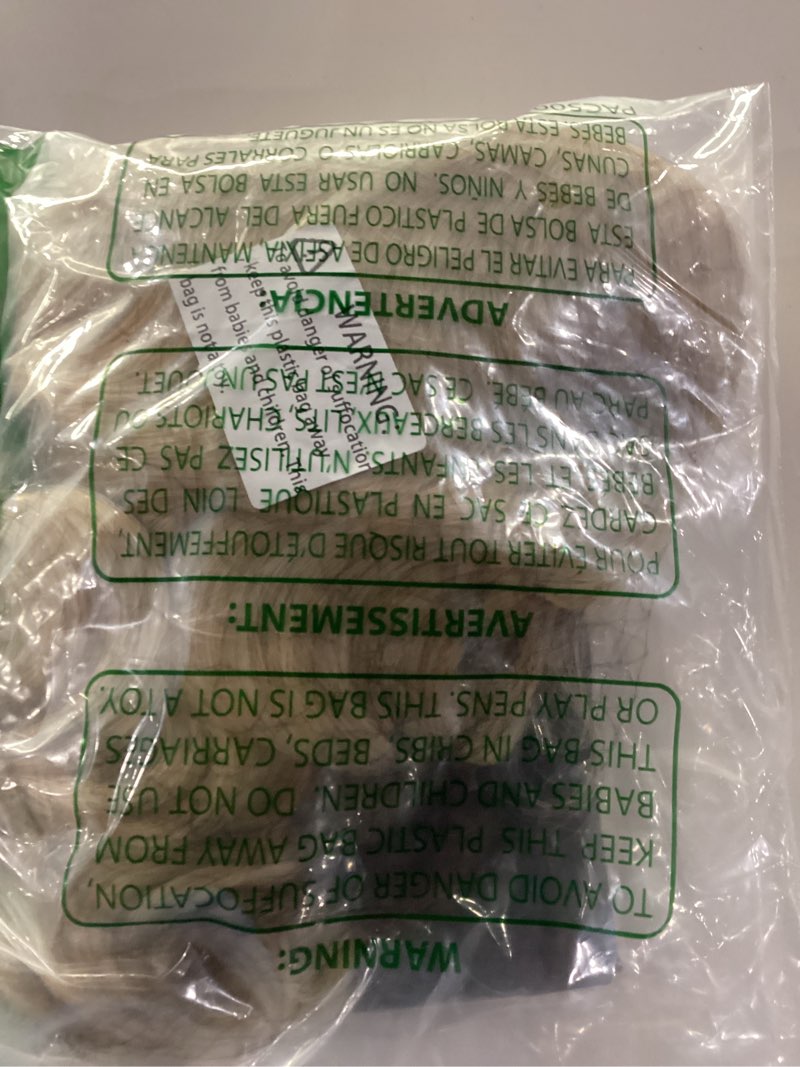 WARNING:
TO AVOID DANGER OF SUFFOCATION,
KEEP THIS PLASTIC BAG AWAY FROM
BABIES AND CHILDREN. DO NOT USE
THIS BAG IN CRIBS, BEDS, CARRIAGES
OR PLAY PENS. THIS BAG IS NOT A TOY.
AVERTISSEMENT:
POUR ÉVITER TOUT RISQUE D'ÉTOUFFEMENT,
GARDEZ CE SAC EN PLASTIQUE LOIN DES
BÉBÉS ET LES ENFANTS. N'UTILISEZ PAS CE
SAC DANS LES BERCEAUX, LITS, CHARIOTS OU
PARC AU BÉBÉ. CE SAC N'EST PAS UN JOUET.
ADVERTENCIA:
PARA EVITAR EL PELIGRO DE ASFIXIA, MANTENGA
ESTA BOLSA DE PLASTICO FUERA DEL ALCANCE
DE BEBES Y NIÑOS. NO USAR ESTA BOLSA EN
CUNAS, CAMAS, CARRIOLAS O CORRALES PARA
BEBÉS. ESTA BOLSA NO ES UN JUGUETE.
WARNING
To avoid danger of suffocation
keep this plastic bag away
from babies and children. This
bag is not a